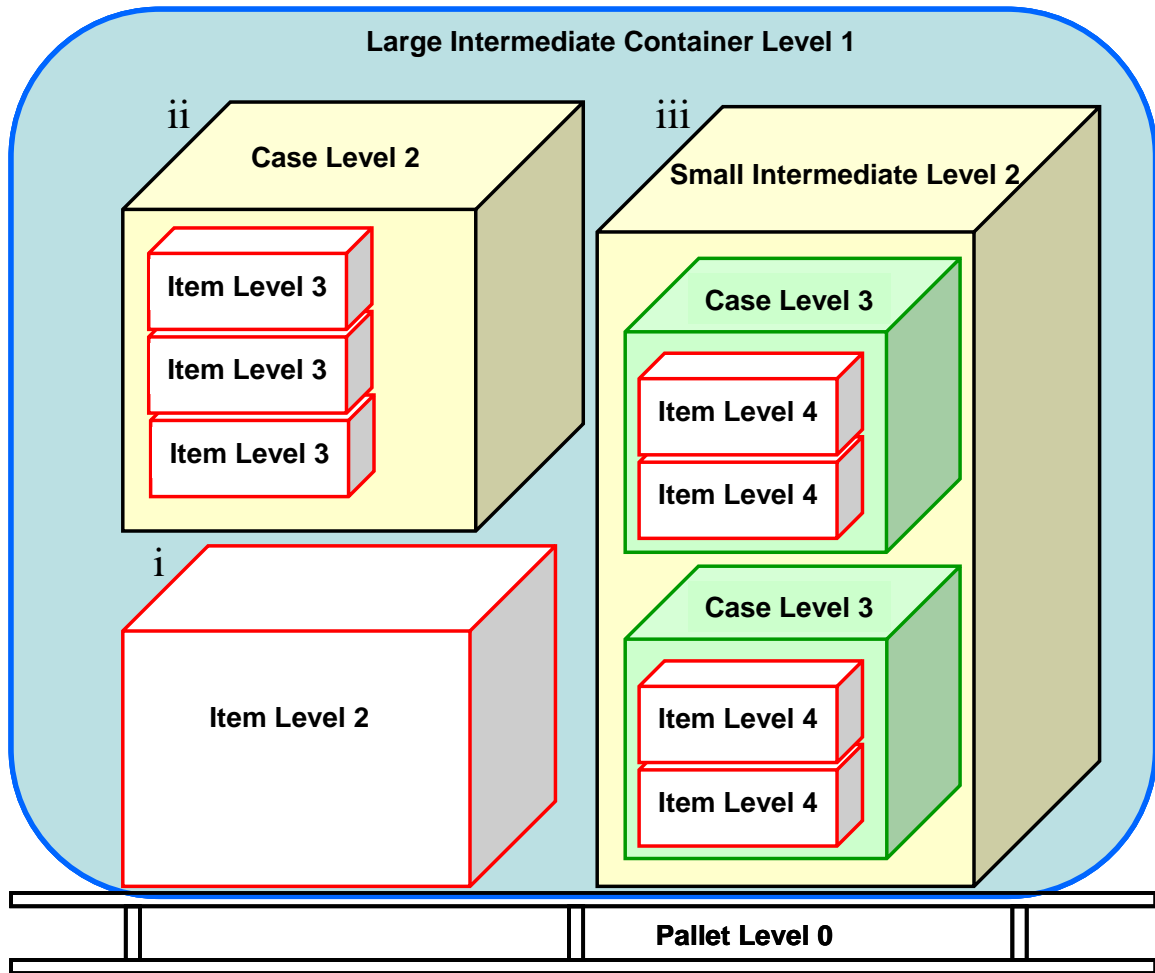 Large Intermediate Container Level 1
ii
Case Level 2
Item Level 3
Item Level 3
Item Level 3
i
Item Level 2
iii
Small Intermediate Level 2
Case Level 3
Item Level 4
Item Level 4
Case Level 3
Item Level 4
Item Level 4
Pallet Level 0